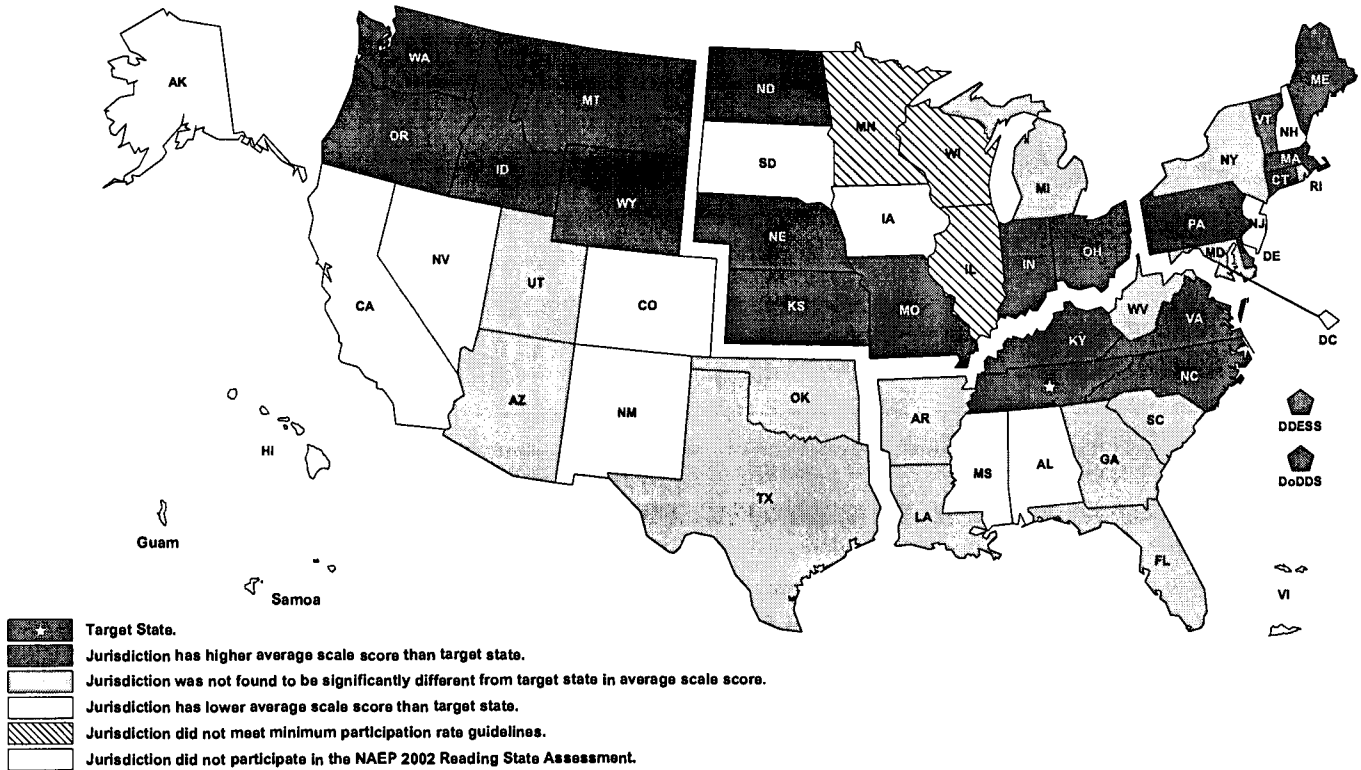 AK
WA
MT
ND
MN
ME
OR
VT
NH
ID
SD
WI
NY
MA
CT
RI
WY
MI
IA
PA
NE
NJ
NV
OH
MD
DE
UT
IL
IN
CA
CO
KS
MO
WV
VA
DC
KY
NC
AZ
OK
NM
AR
SC
DDESS
HI
MS
AL
GA
DoDDS
TX
LA
Guam
FL
Samoa
VI
Target State.
Jurisdiction has higher average scale score than target state.
Jurisdiction was not found to be significantly different from target state in average scale score.
Jurisdiction has lower average scale score than target state.
Jurisdiction did not meet minimum participation rate guidelines.
Jurisdiction did not participate in the NAEP 2002 Reading State Assessment.